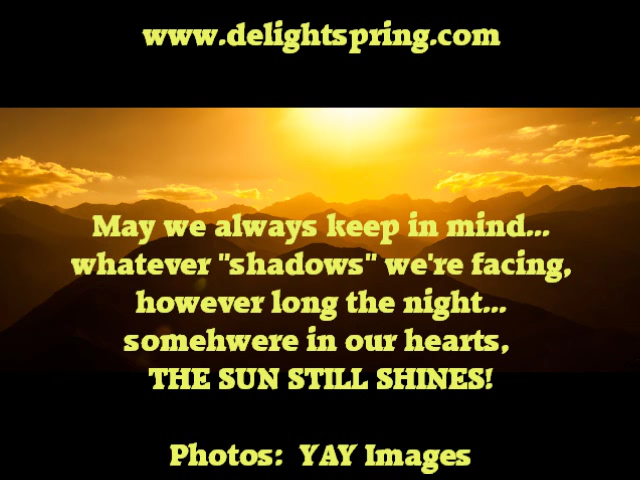 www.delightspring.com
May we always keep in mind...
whatever "shadows" we're facing,
however long the night...
somehwere in our hearts,
THE SUN STILL SHINES!
Photos:  YAY Images